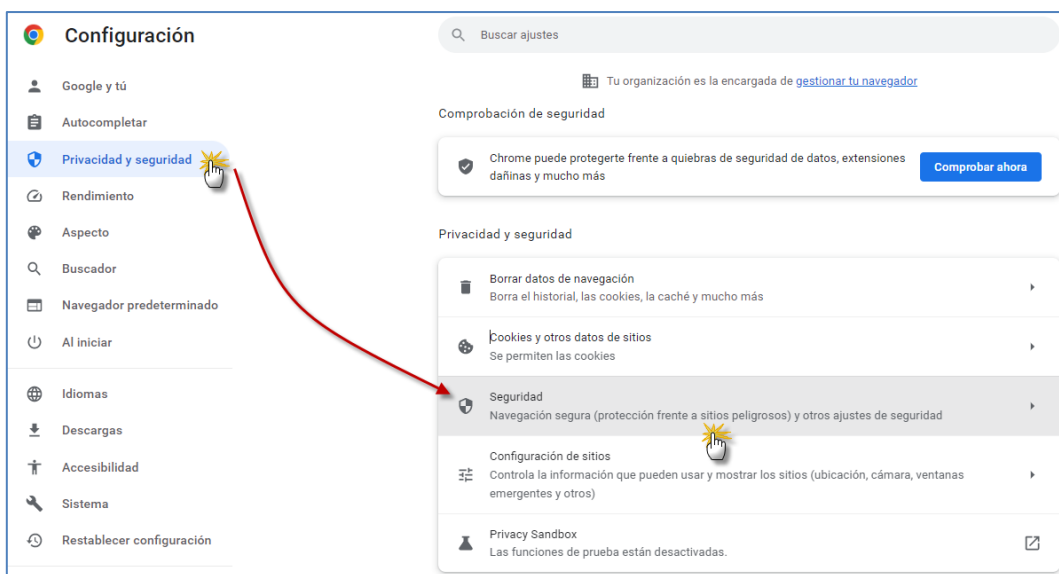 Configuración
Buscar ajustes
Google y tú
Autocompletar
Privacidad y seguridad
Rendimiento
Aspecto
Buscador
Navegador predeterminado
Al iniciar
Idiomas
Descargas
Accesibilidad
Sistema
Restablecer configuración
Tu organización es la encargada de gestionar tu navegador
Comprobación de seguridad
Chrome puede protegerte frente a quiebras de seguridad de datos, extensiones
dañinas y mucho más
Comprobar ahora
Privacidad y seguridad
Borrar datos de navegación
Borra el historial, las cookies, la caché y mucho más
Cookies y otros datos de sitios
Se permiten las cookies
Seguridad
Navegación segura (protección frente a sitios peligrosos) y otros ajustes de seguridad
Configuración de sitios
Controla la información que pueden usar y mostrar los sitios (ubicación, cámara, ventanas
emergentes y otros)
Privacy Sandbox
Las funciones de prueba están desactivadas.